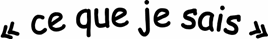 « ce que je sais »